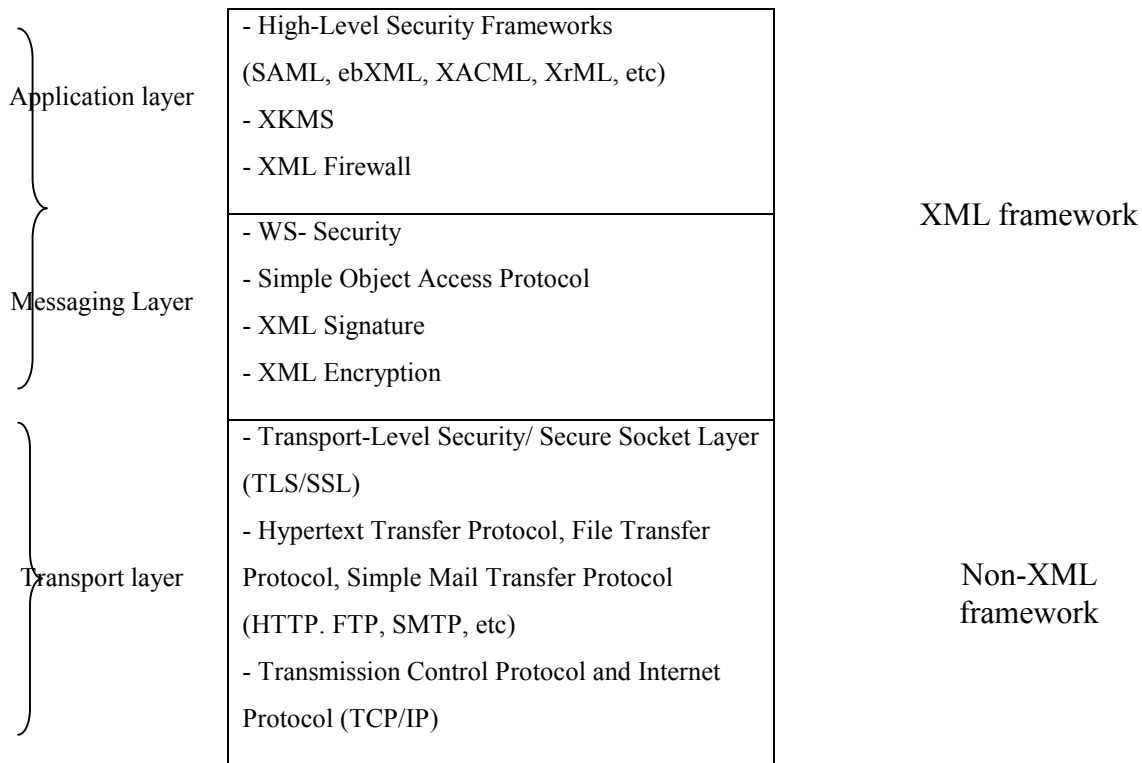 Application layer
- High-Level Security Frameworks
(SAML, ebXML, XACML, XrML, etc)
- XKMS
- XML Firewall
XML framework
Messaging Layer
- WS- Security
- Simple Object Access Protocol
- XML Signature
- XML Encryption
Transport layer
- Transport-Level Security/ Secure Socket Layer
(TLS/SSL)
- Hypertext Transfer Protocol, File Transfer
Protocol, Simple Mail Transfer Protocol
(HTTP. FTP, SMTP, etc)
- Transmission Control Protocol and Internet
Protocol (TCP/IP)
Non-XML
framework